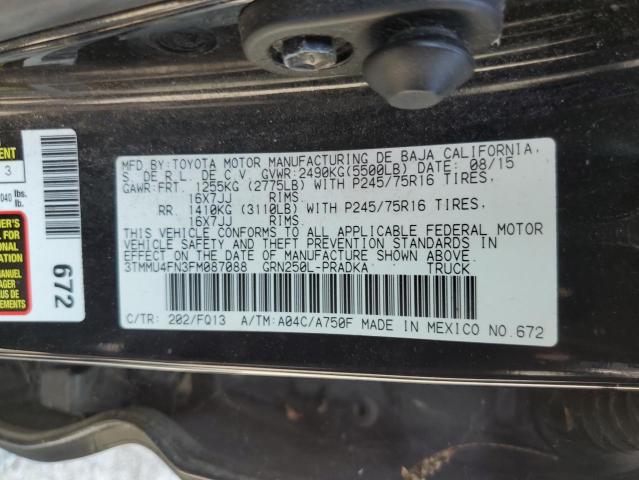 MFD.BY:TOYOTA MOTOR MANUFACTURING DE BAJA CALIFORNIA,
S. DE R.L. DE C.V. GVWR:2490KG(5500LB) DATE: 08/15
GAWR:FRT. 1255KG (2775LB) WITH P245/75R16 TIRES,
16X7JJ RIMS.
RR. 1410KG (3110LB) WITH P245/75R16 TIRES,
16X7JJ RIMS.
THIS VEHICLE CONFORMS TO ALL APPLICABLE FEDERAL MOTOR
VEHICLE SAFETY AND THEFT PREVENTION STANDARDS IN
EFFECT ON THE DATE OF MANUFACTURE SHOWN ABOVE.
3TMMU4FN3FM087088 GRN250L-PRADKA TRUCK
C/TR: 202/FQ13 A/TM:A04C/A750F MADE IN MEXICO NO.672
3
lbs.
lb.
672